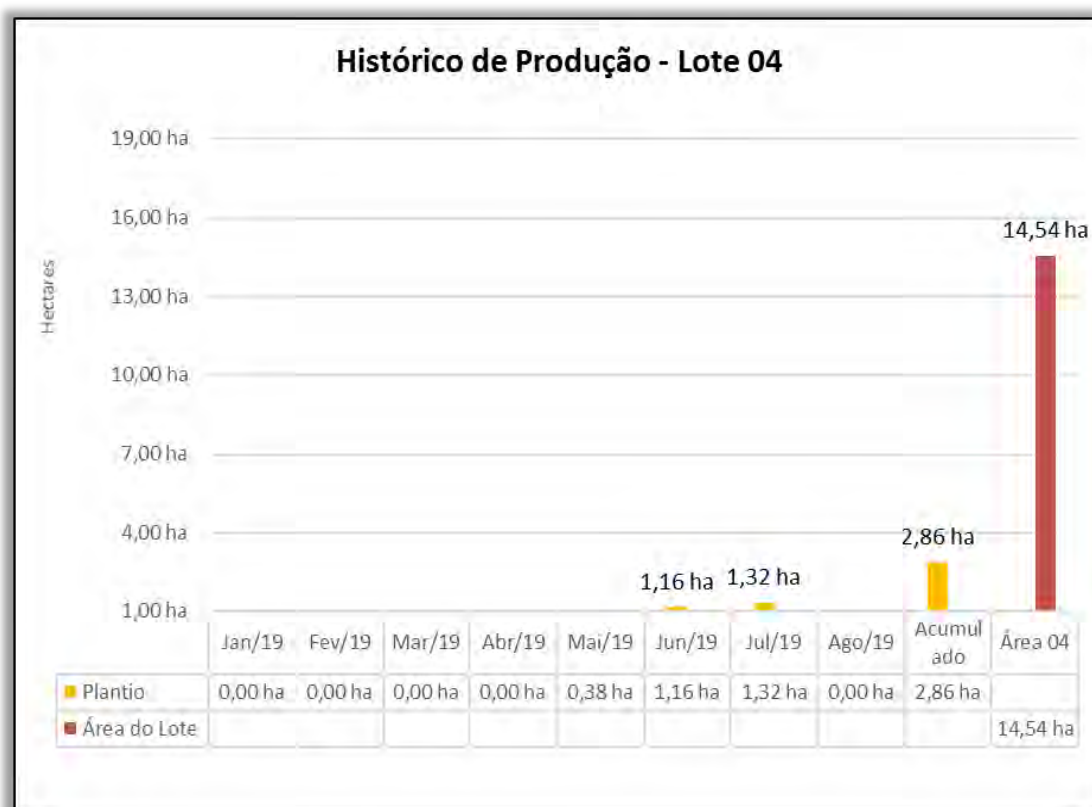 Histórico de Produção - Lote 04
Hectares
19,00 ha
16,00 ha
13,00 ha
10,00 ha
7,00 ha
4,00 ha
1,00 ha
1,16 ha
1,32 ha
2,86 ha
14,54 ha
Jan/19 Fev/19 Mar/19 Abr/19 Mai/19 Jun/19 Jul/19 Ago/19 Acumul
ado Área 04
Plantio 0,00 ha 0,00 ha 0,00 ha 0,00 ha 0,38 ha 1,16 ha 1,32 ha 0,00 ha 2,86 ha
Área do Lote 14,54 ha